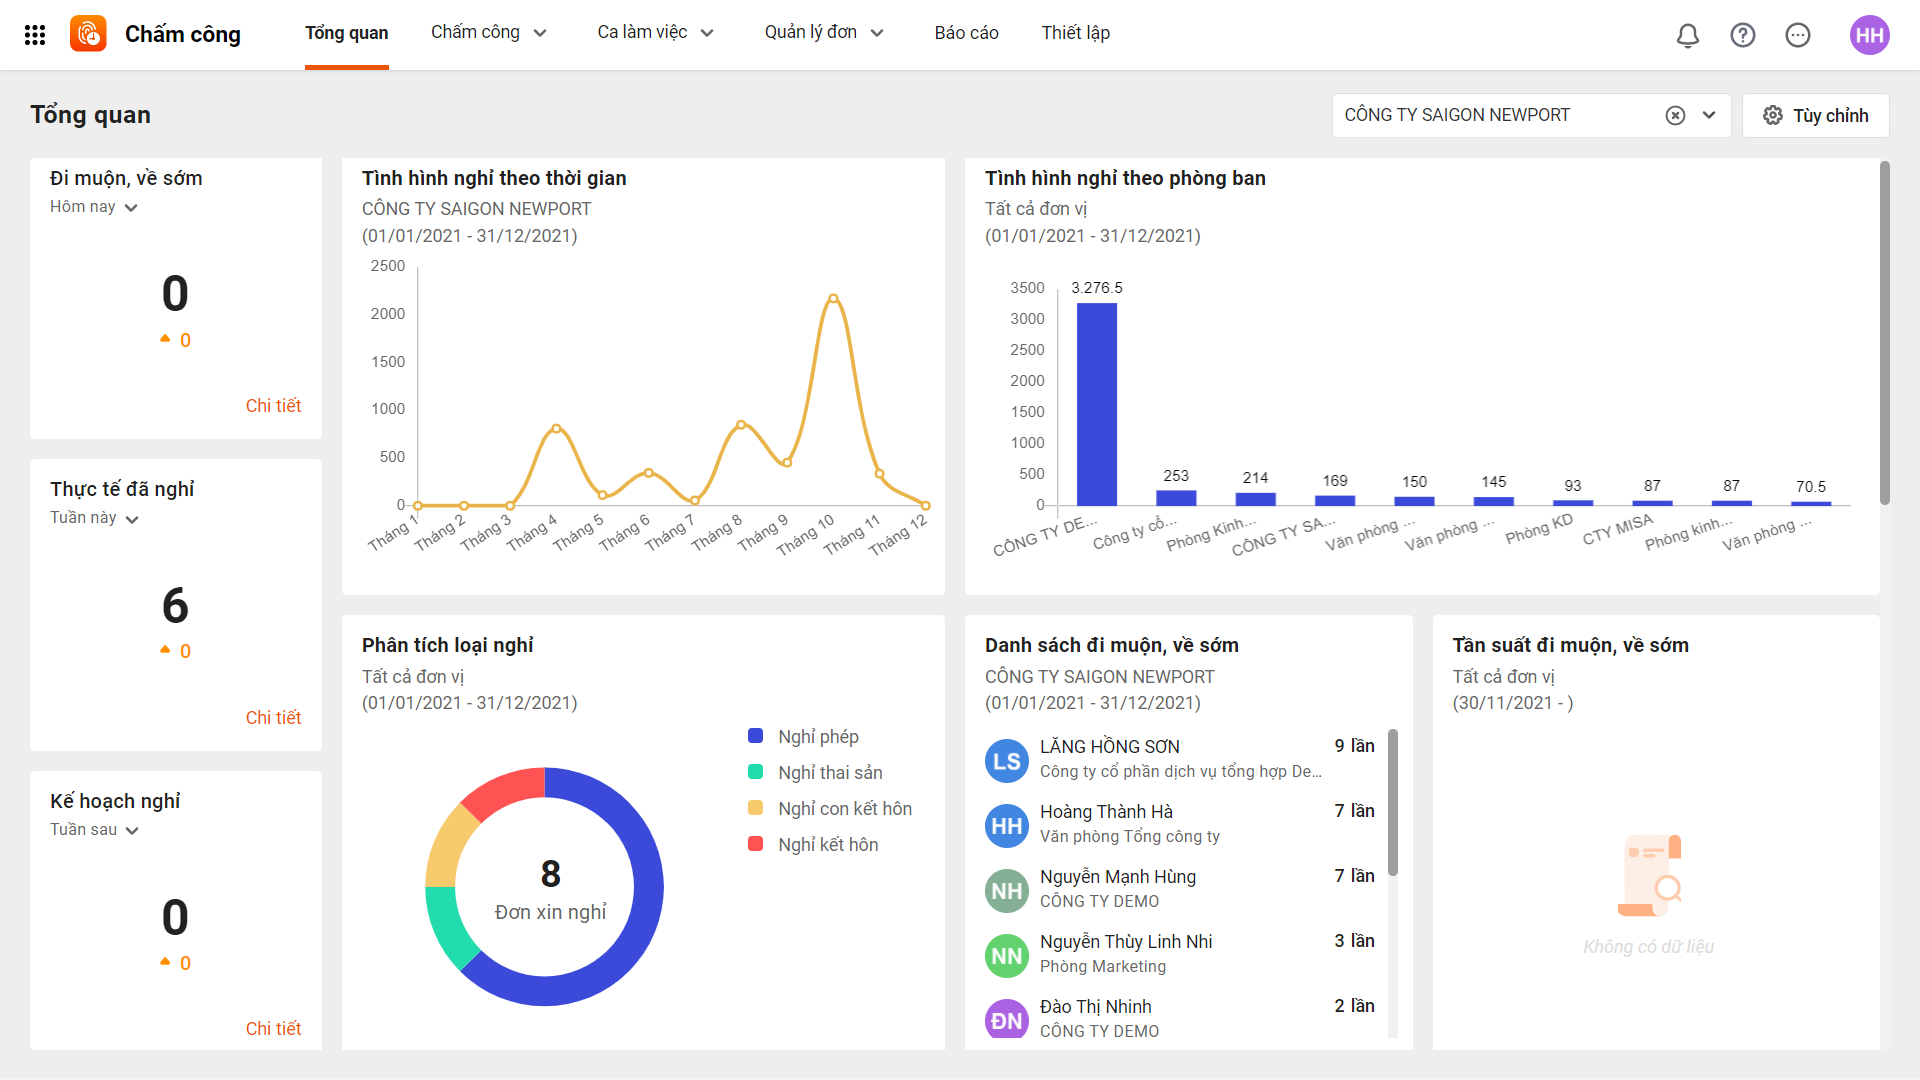 Chấm công
Tổng quan
Chấm công
Ca làm việc
Quản lý đơn
Báo cáo
Thiết lập
HH
Tổng quan
CÔNG TY SAIGON NEWPORT
Tùy chỉnh
Đi muộn, về sớm
Hôm nay
0
0
Chi tiết
Thực tế đã nghỉ
Tuần này
6
0
Chi tiết
Kế hoạch nghỉ
Tuần sau
0
0
Chi tiết
Tình hình nghỉ theo thời gian
CÔNG TY SAIGON NEWPORT
(01/01/2021 - 31/12/2021)
2500
2000
1500
1000
500
0
Tháng 1
Tháng 2
Tháng 3
Tháng 4
Tháng 5
Tháng 6
Tháng 7
Tháng 8
Tháng 9
Tháng 10
Tháng 11
Tháng 12
Tình hình nghỉ theo phòng ban
Tất cả đơn vị
(01/01/2021 - 31/12/2021)
3500
3000
2500
2000
1500
1000
500
0
3.276.5
253
214
169
150
145
93
87
87
70.5
CÔNG TY DE...
Công ty cổ...
Phòng Kinh...
CÔNG TY SA...
Văn phòng ...
Văn phòng ...
Phòng KD
CTY MISA
Phòng kinh...
Văn phòng ...
Phân tích loại nghỉ
Tất cả đơn vị
(01/01/2021 - 31/12/2021)
8
Đơn xin nghỉ
Nghỉ phép
Nghỉ thai sản
Nghỉ con kết hôn
Nghỉ kết hôn
Danh sách đi muộn, về sớm
CÔNG TY SAIGON NEWPORT
(01/01/2021 - 31/12/2021)
LS
LĂNG HỒNG SƠN
9 lần
Công ty cổ phần dịch vụ tổng hợp De...
HH
Hoàng Thành Hà
7 lần
Văn phòng Tổng công ty
NH
Nguyễn Mạnh Hùng
7 lần
CÔNG TY DEMO
NN
Nguyễn Thùy Linh Nhi
3 lần
Phòng Marketing
ĐN
Đào Thị Nhinh
2 lần
CÔNG TY DEMO
Tần suất đi muộn, về sớm
Tất cả đơn vị
(30/11/2021 - )
Không có dữ liệu